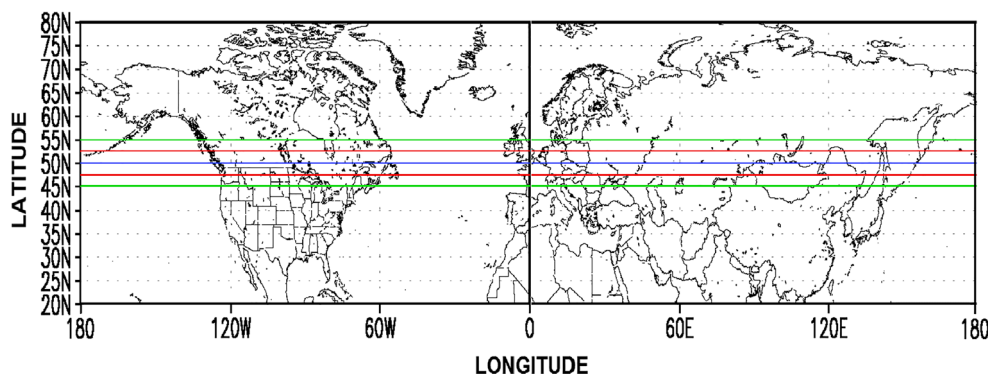 80N
75N
70N
65N
60N
55N
50N
45N
40N
35N
30N
25N
20N
LATITUDE
180 120W 60W 0 60E 120E 180
LONGITUDE